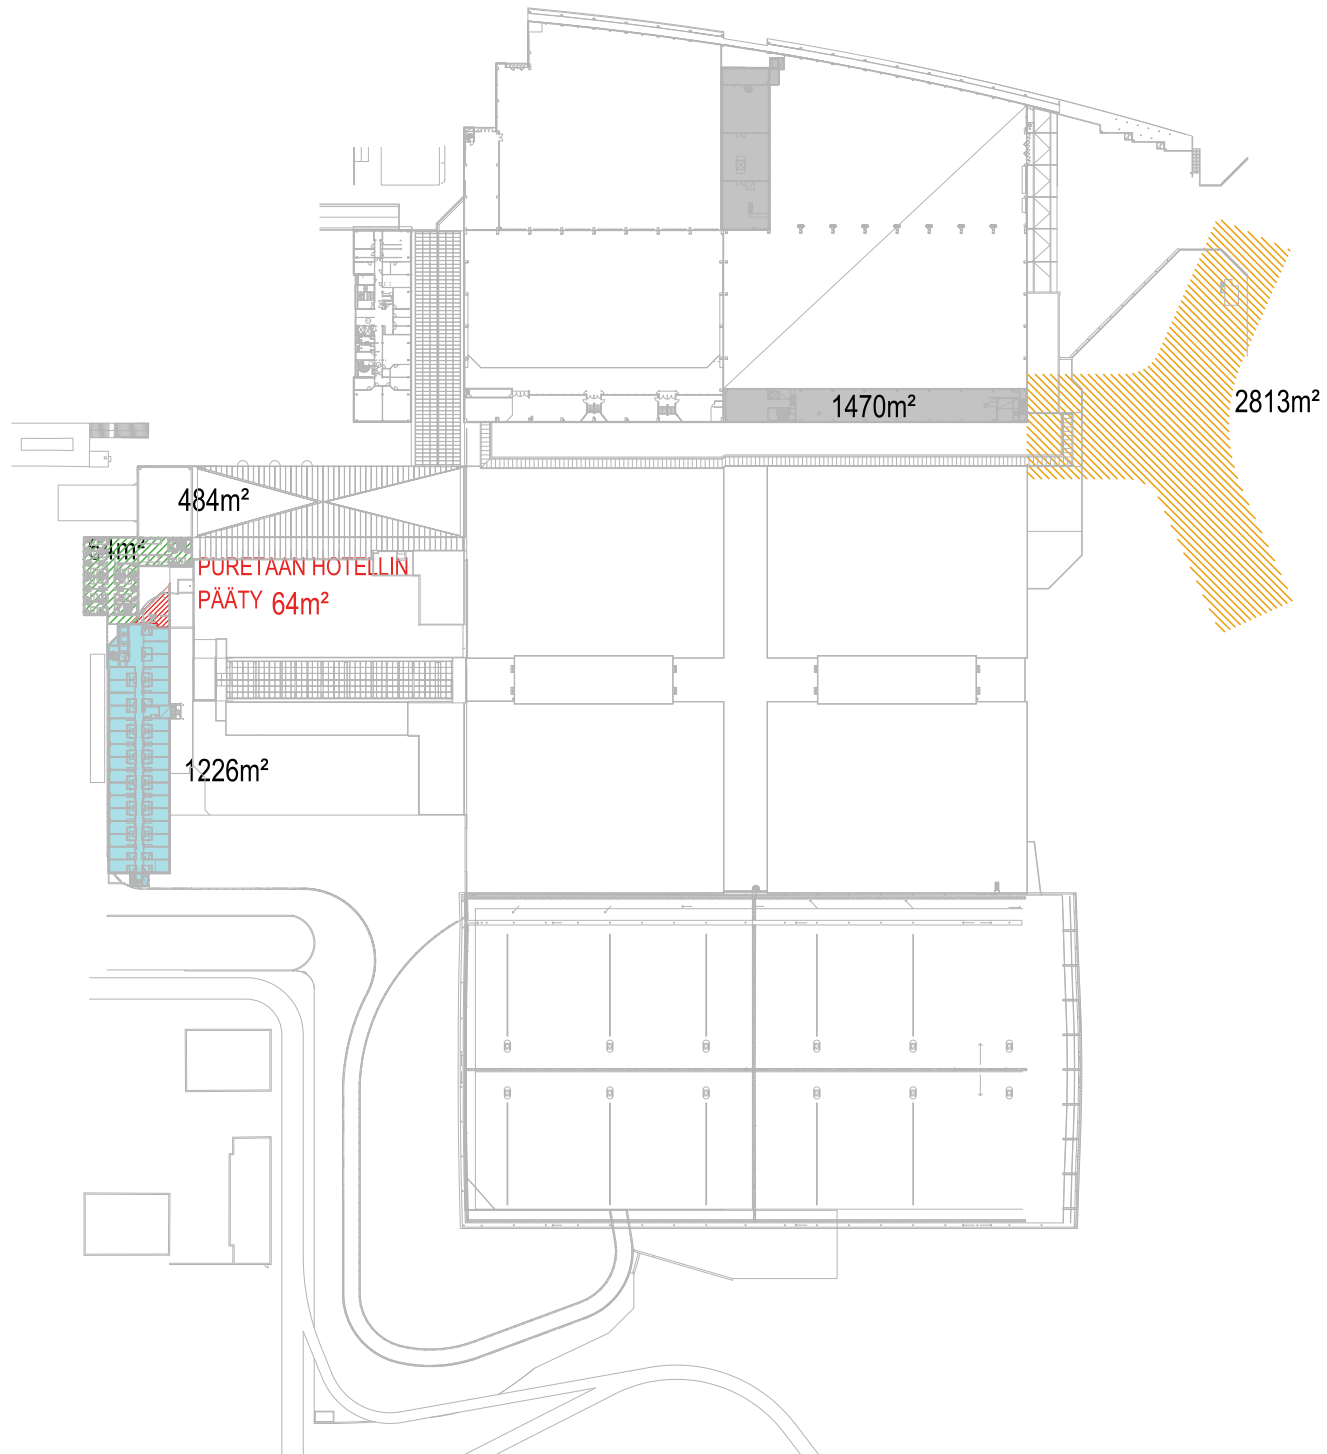 1470m²
2813m²
484m²
PURETAAN HOTELLIN
PÄÄTY 64m²
1226m²